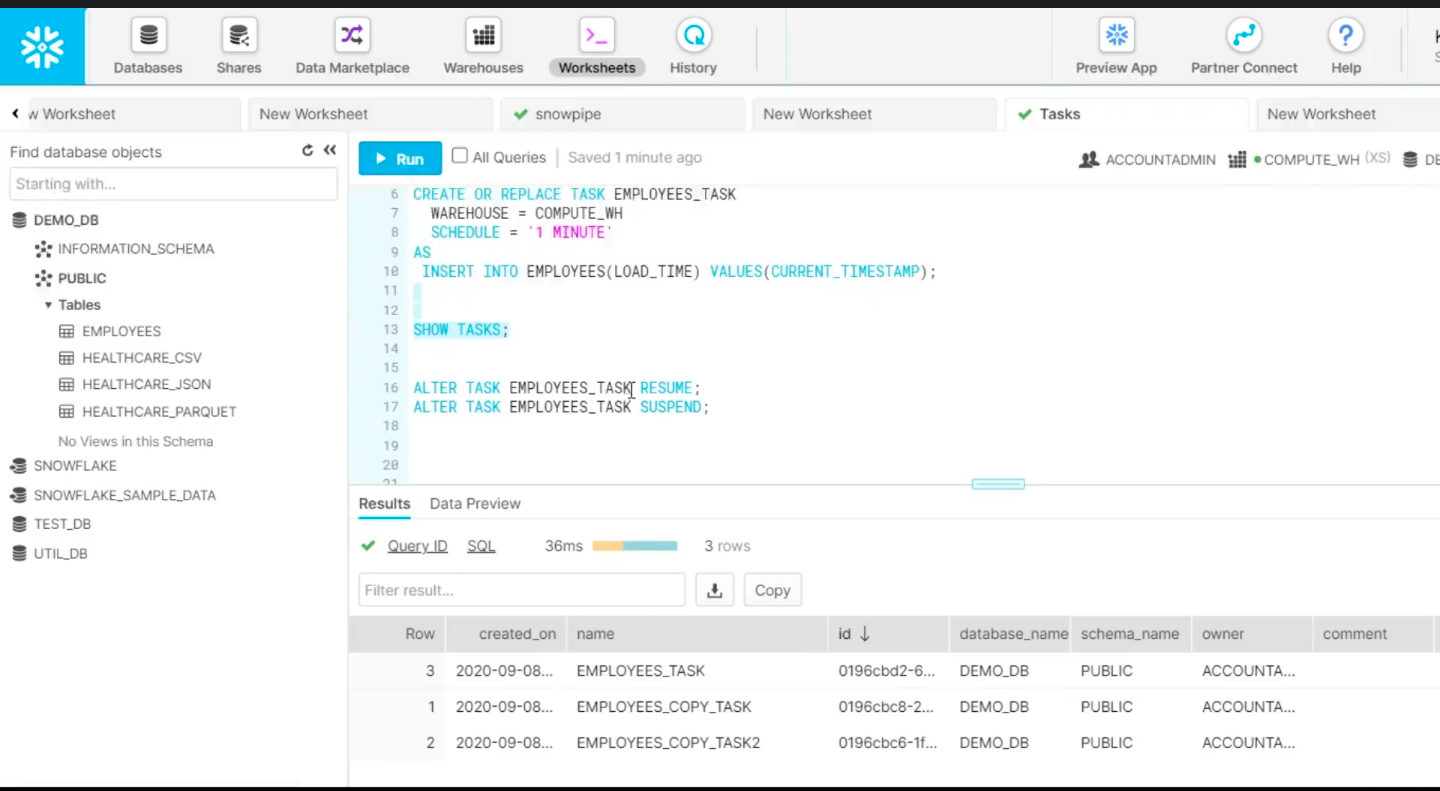 Databases
Shares
Data Marketplace
Warehouses
Worksheets
History
Preview App
Partner Connect
Help
w Worksheet
New Worksheet
snowpipe
New Worksheet
Tasks
New Worksheet
Find database objects
Starting with...
DEMO_DB
INFORMATION_SCHEMA
PUBLIC
Tables
EMPLOYEES
HEALTHCARE_CSV
HEALTHCARE_JSON
HEALTHCARE_PARQUET
No Views in this Schema
SNOWFLAKE
SNOWFLAKE_SAMPLE_DATA
TEST_DB
UTIL_DB
Run All Queries Saved 1 minute ago ACCOUNTADMIN COMPUTE_WH (XS) DE
6 CREATE OR REPLACE TASK EMPLOYEES_TASK
7 WAREHOUSE = COMPUTE_WH
8 SCHEDULE = '1 MINUTE'
9 AS
10 INSERT INTO EMPLOYEES(LOAD_TIME) VALUES(CURRENT_TIMESTAMP);
11
12
13 SHOW TASKS;
14
15
16 ALTER TASK EMPLOYEES_TASK RESUME;
17 ALTER TASK EMPLOYEES_TASK SUSPEND;
18
19
20
21
Results Data Preview
Query ID SQL 36ms 3 rows
Filter result... Copy
Row created_on name id database_name schema_name owner comment
3 2020-09-08... EMPLOYEES_TASK 0196cbd2-6... DEMO_DB PUBLIC ACCOUNTA...
1 2020-09-08... EMPLOYEES_COPY_TASK 0196cbc8-2... DEMO_DB PUBLIC ACCOUNTA...
2 2020-09-08... EMPLOYEES_COPY_TASK2 0196cbc6-1f... DEMO_DB PUBLIC ACCOUNTA...